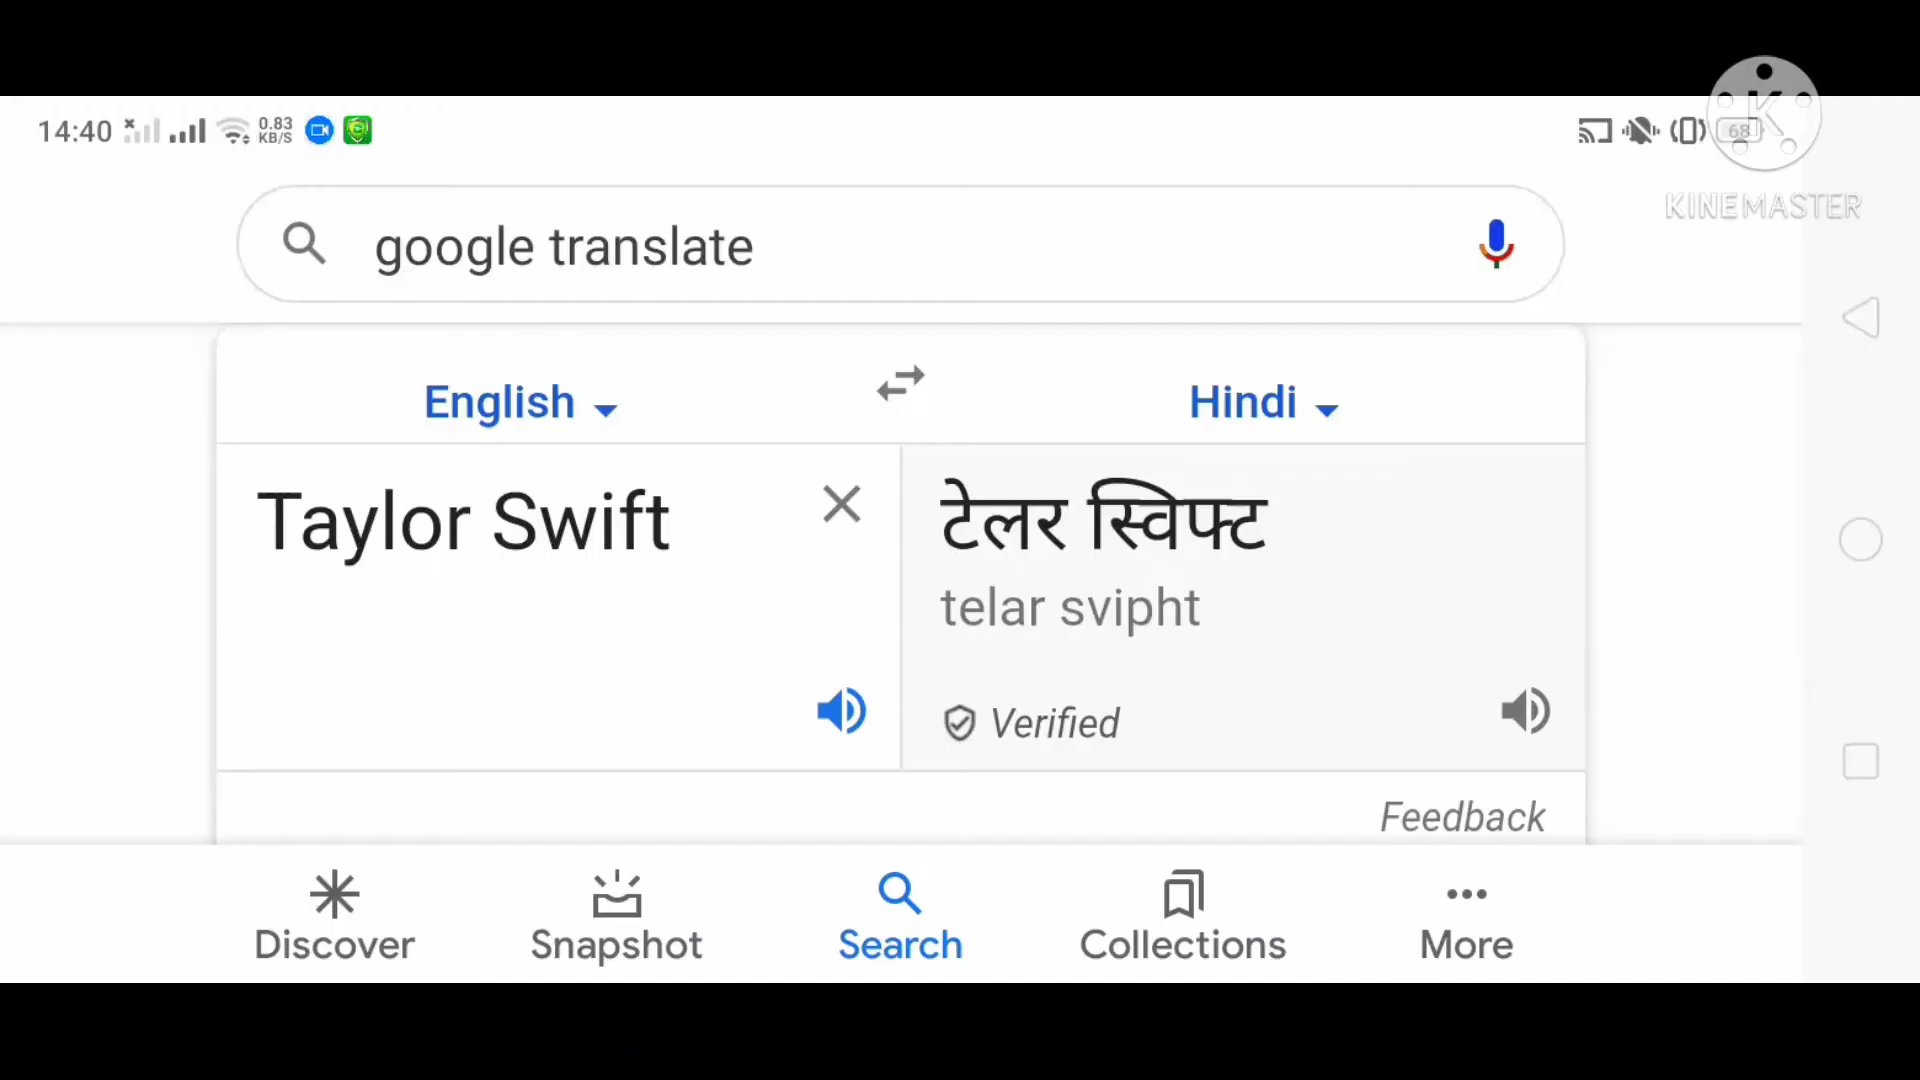 14:40 0.83 KB/S 68
KINEMASTER
google translate
English Hindi
Taylor Swift टेलर स्विफ्ट
telar svipht
Verified
Feedback
Discover Snapshot Search Collections More